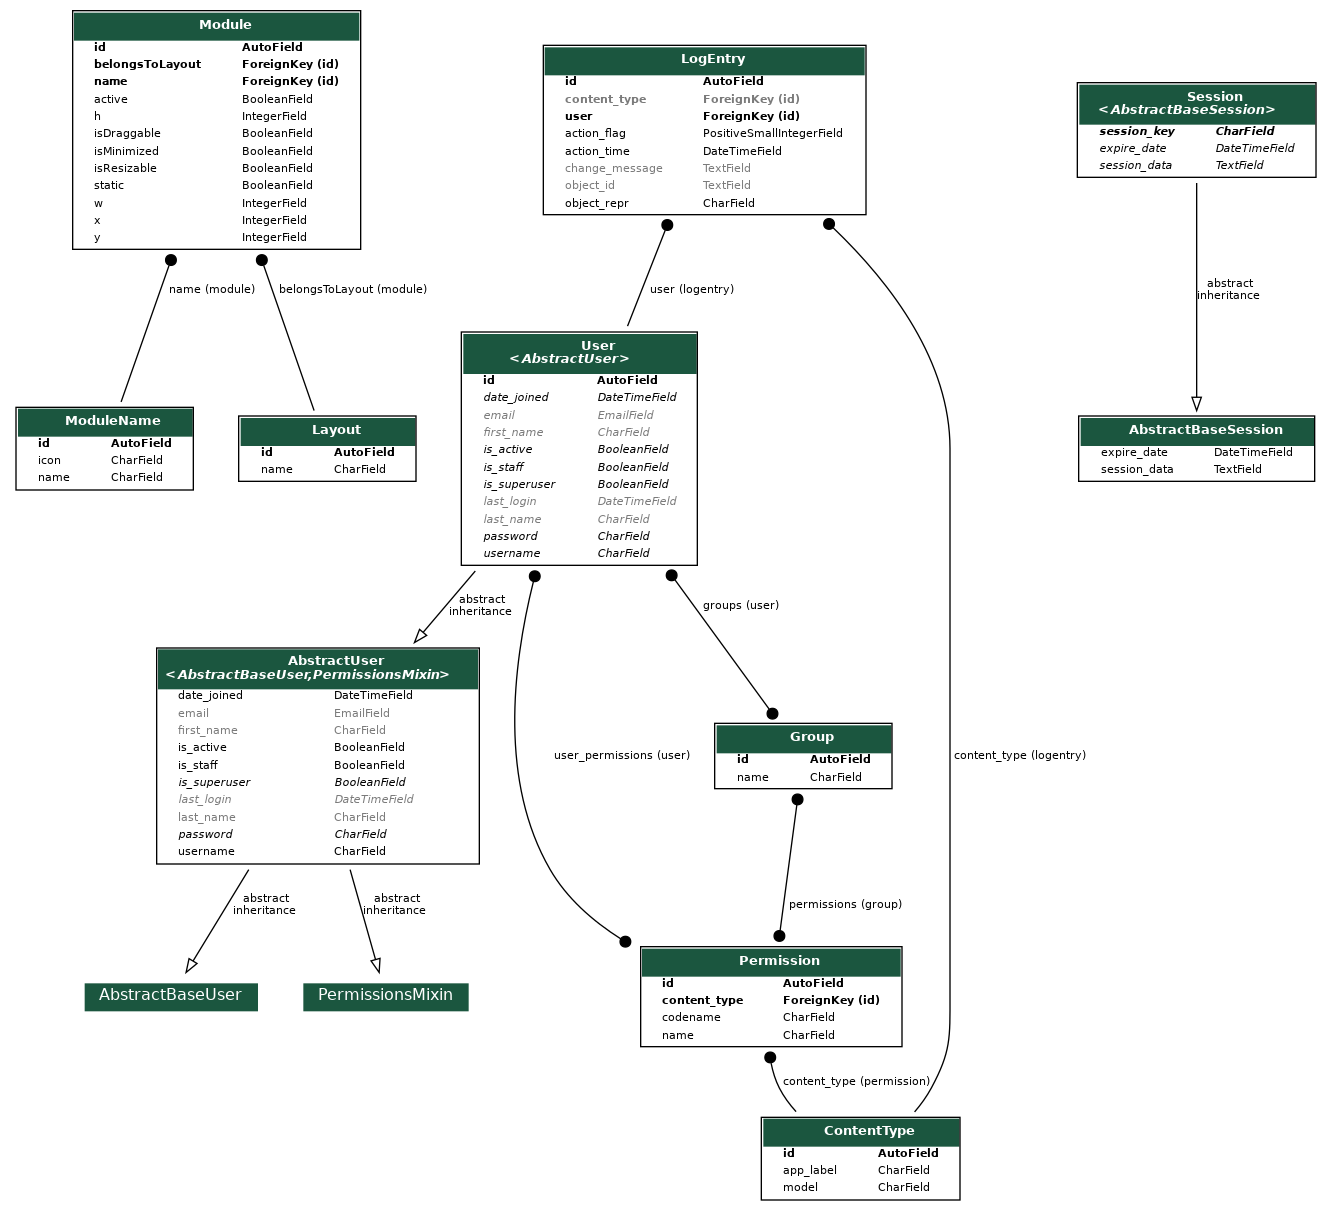 Module
id AutoField
belongsToLayout ForeignKey (id)
name ForeignKey (id)
active BooleanField
h IntegerField
isDraggable BooleanField
isMinimized BooleanField
isResizable BooleanField
static BooleanField
w IntegerField
x IntegerField
y IntegerField
LogEntry
id AutoField
content_type ForeignKey (id)
user ForeignKey (id)
action_flag PositiveSmallIntegerField
action_time DateTimeField
change_message TextField
object_id TextField
object_repr CharField
Session
<AbstractBaseSession>
session_key CharField
expire_date DateTimeField
session_data TextField
name (module)
belongsToLayout (module)
user (logentry)
abstract
inheritance
ModuleName
id AutoField
icon CharField
name CharField
Layout
id AutoField
name CharField
User
<AbstractUser>
id AutoField
date_joined DateTimeField
email EmailField
first_name CharField
is_active BooleanField
is_staff BooleanField
is_superuser BooleanField
last_login DateTimeField
last_name CharField
password CharField
username CharField
AbstractBaseSession
expire_date DateTimeField
session_data TextField
abstract
inheritance
groups (user)
AbstractUser
<AbstractBaseUser,PermissionsMixin>
date_joined DateTimeField
email EmailField
first_name CharField
is_active BooleanField
is_staff BooleanField
is_superuser BooleanField
last_login DateTimeField
last_name CharField
password CharField
username CharField
user_permissions (user)
Group
id AutoField
name CharField
content_type (logentry)
abstract
inheritance
abstract
inheritance
permissions (group)
AbstractBaseUser
PermissionsMixin
Permission
id AutoField
content_type ForeignKey (id)
codename CharField
name CharField
content_type (permission)
ContentType
id AutoField
app_label CharField
model CharField